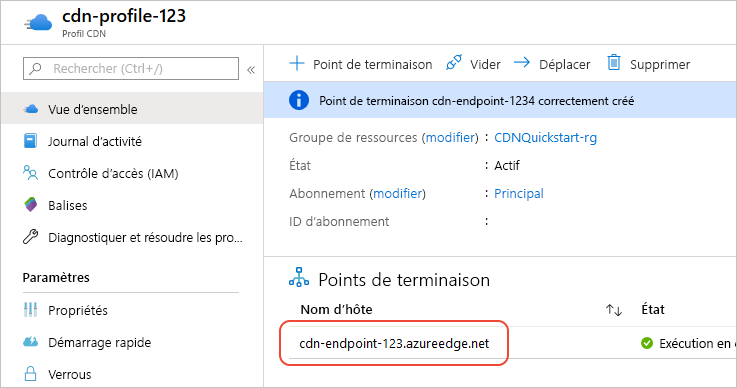 cdn-profile-123
Profil CDN
Rechercher (Ctrl+/)
Vue d'ensemble
Journal d'activité
Contrôle d'accès (IAM)
Balises
Diagnostiquer et résoudre les pro...
Paramètres
Propriétés
Démarrage rapide
Verrous
Point de terminaison Vider Déplacer Supprimer
Point de terminaison cdn-endpoint-1234 correctement créé
Groupe de ressources (modifier) : CDNQuickstart-rg
État : Actif
Abonnement (modifier) : Principal
ID d'abonnement :
Points de terminaison
Nom d'hôte État
cdn-endpoint-123.azureedge.net Exécution en c